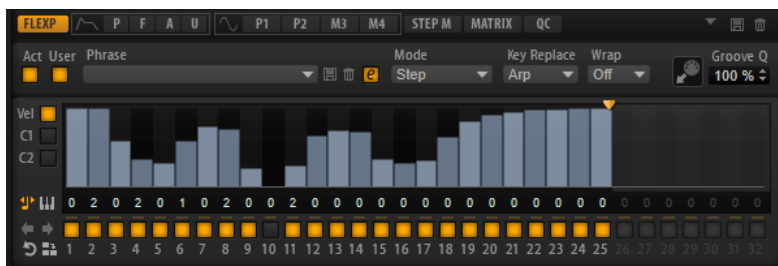 FLEXP P F A U P1 P2 M3 M4 STEP M MATRIX QC
Act User Phrase Mode Key Replace Wrap Groove Q
e Step Arp Off 100 %
Vel
C1
C2
0 2 0 2 0 1 0 2 0 0 2 0 0 0 0 0 0 0 0 0 0 0 0 0 0 0 0 0 0 0 0 0
1 2 3 4 5 6 7 8 9 10 11 12 13 14 15 16 17 18 19 20 21 22 23 24 25 26 27 28 29 30 31 32